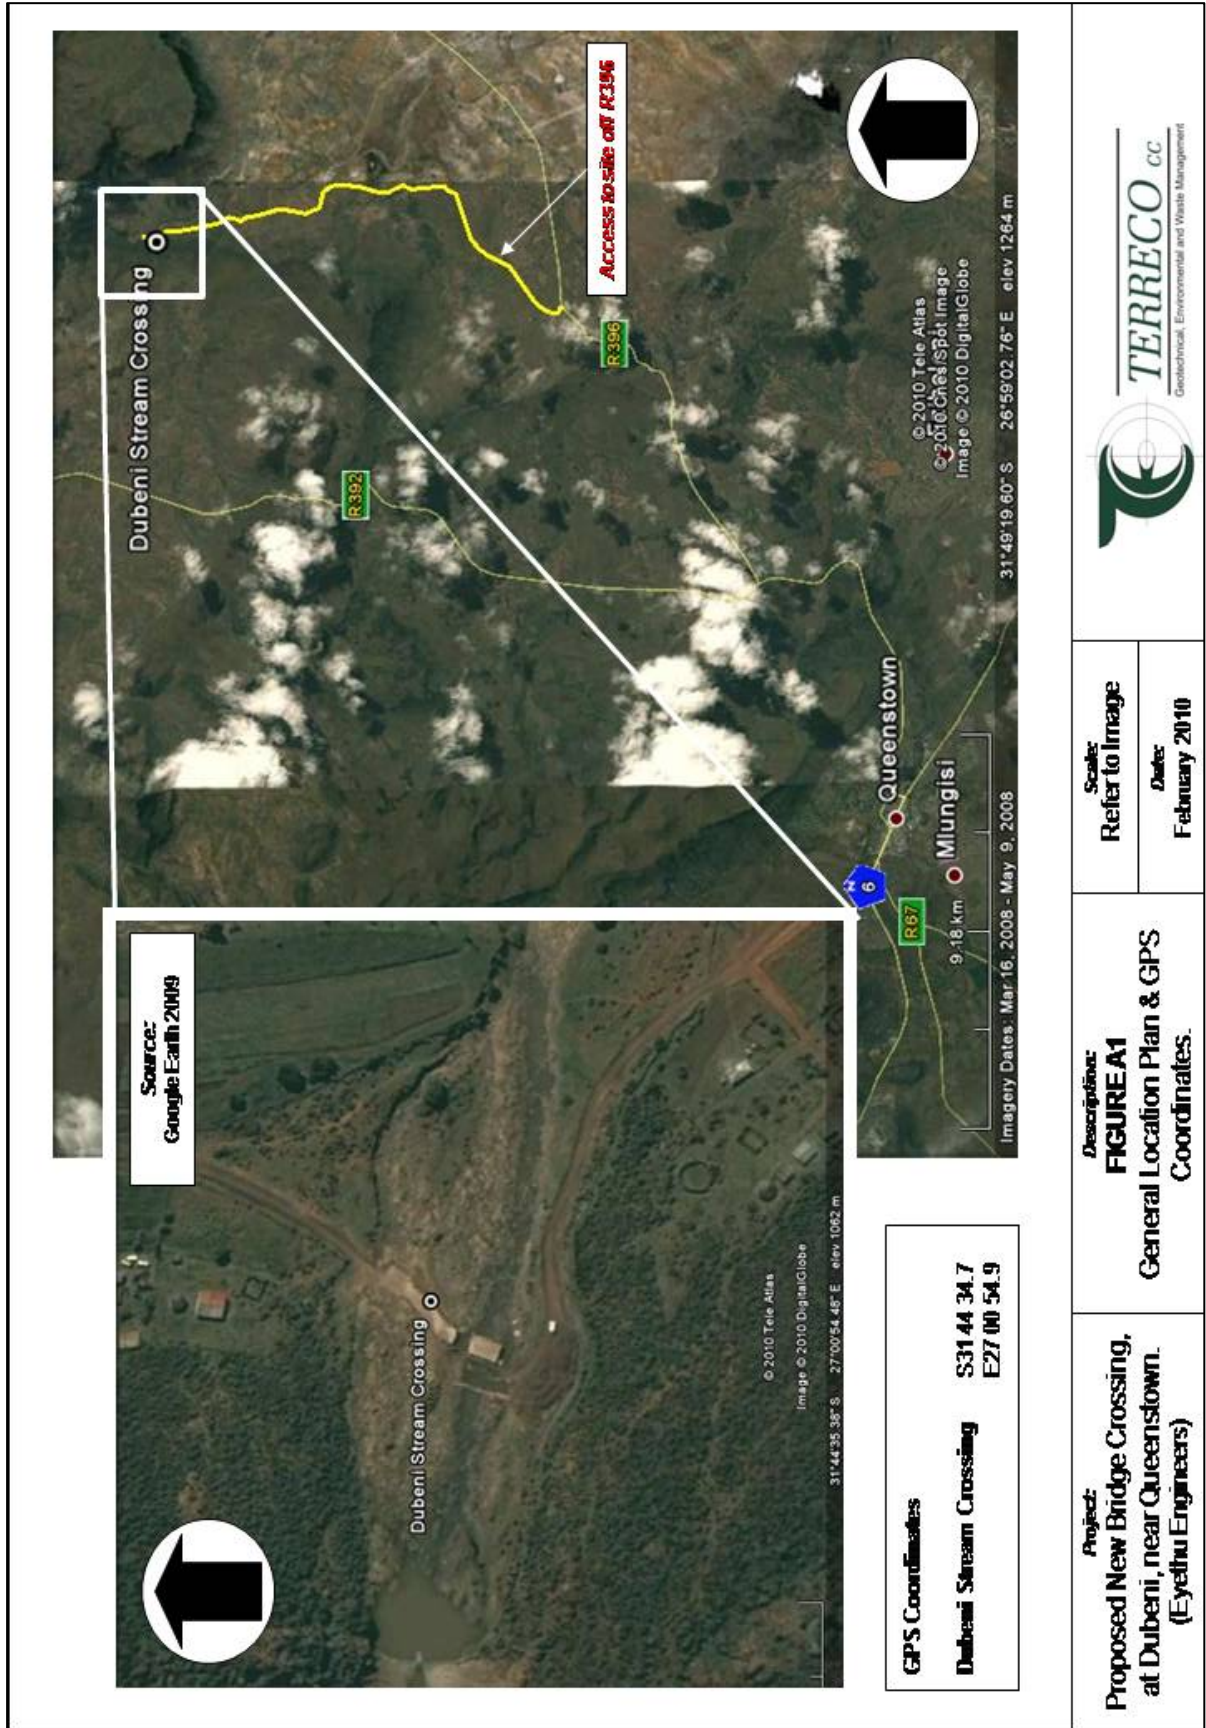 Source:
Google Earth 2009
Dubeni Stream Crossing
© 2010 Tele Atlas
Image © 2010 DigitalGlobe
31°44'35.38" S 27°00'54.48" E elev 1062 m
Dubeni Stream Crossing
R392
R396
Access to site off R396
Queenstown
Mlungisi
N
6
R67
9.18 km
© 2010 Tele Atlas
© 2010 Cnes/Spot Image
Image © 2010 DigitalGlobe
Imagery Dates: Mar 16, 2008 - May 9, 2008
31°49'19.60" S 26°59'02.76" E elev 1264 m
GPS Coordinates
Dubeni Stream Crossing S31 44 34.7
E27 00 54.9
Project:
Proposed New Bridge Crossing,
at Dubeni, near Queenstown.
(Eyethu Engineers)
Description:
FIGURE A1
General Location Plan & GPS
Coordinates.
Scale:
Refer to Image
Date:
February 2010
TERRECO cc
Geotechnical, Environmental and Waste Management